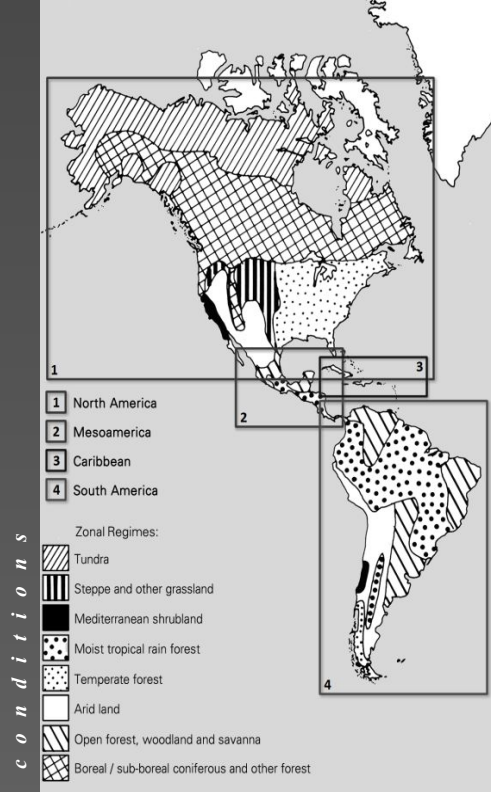 1
3
2
4
1 North America
2 Mesoamerica
3 Caribbean
4 South America
Zonal Regimes:
Tundra
Steppe and other grassland
Mediterranean shrubland
Moist tropical rain forest
Temperate forest
Arid land
Open forest, woodland and savanna
Boreal / sub-boreal coniferous and other forest
conditions